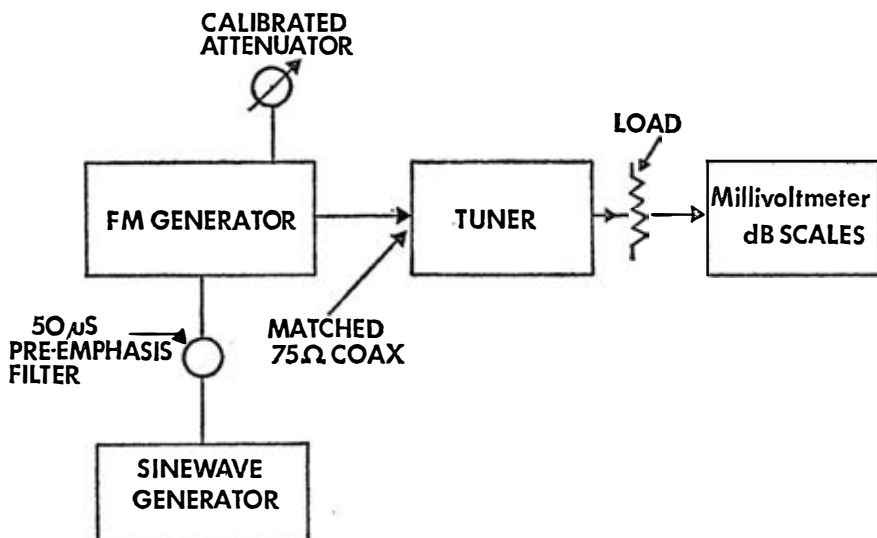 CALIBRATED
ATTENUATOR
LOAD
FM GENERATOR
TUNER
Millivoltmeter
dB SCALES
50µS
PRE-EMPHASIS
FILTER
MATCHED
75Ω COAX
SINEWAVE
GENERATOR